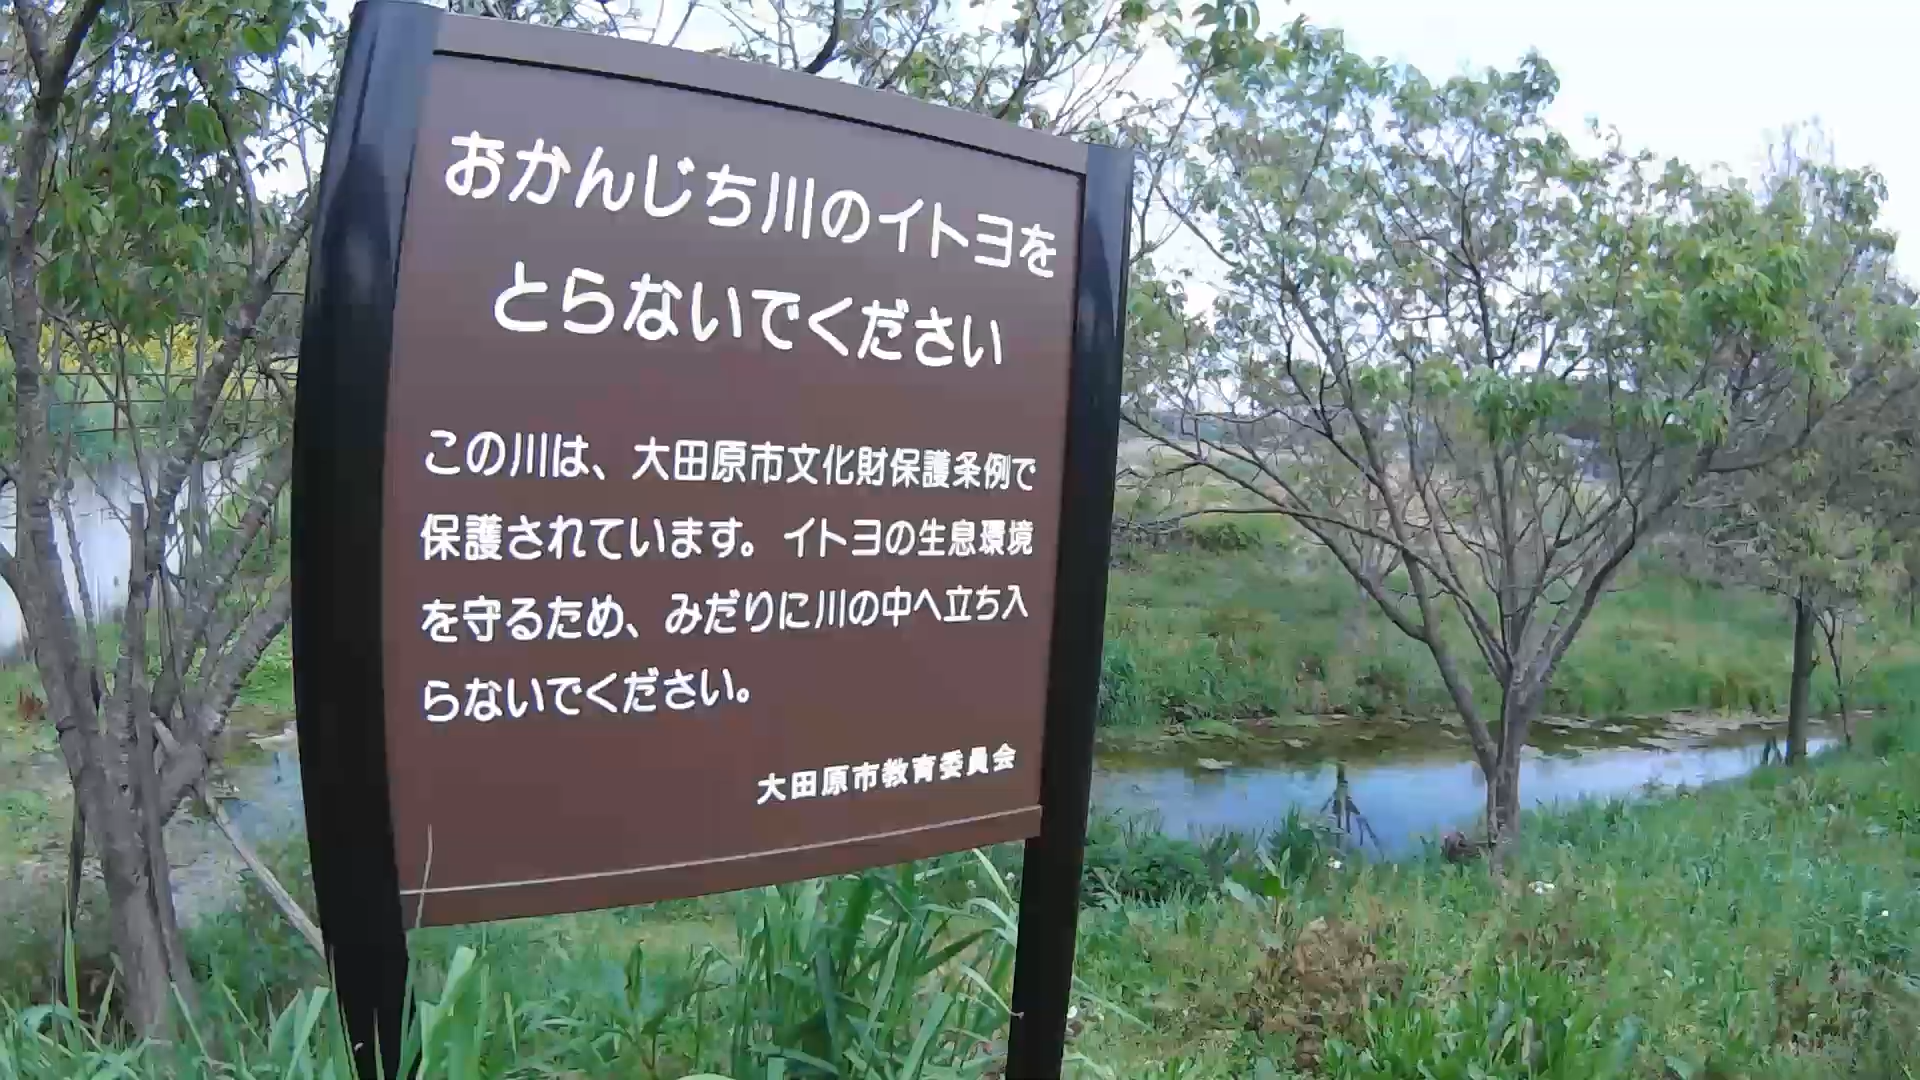 おかんじち川のイトヨを
とらないでください
この川は、大田原市文化財保護条例で
保護されています。イトヨの生息環境
を守るため、みだりに川の中へ立ち入
らないでください。
大田原市教育委員会